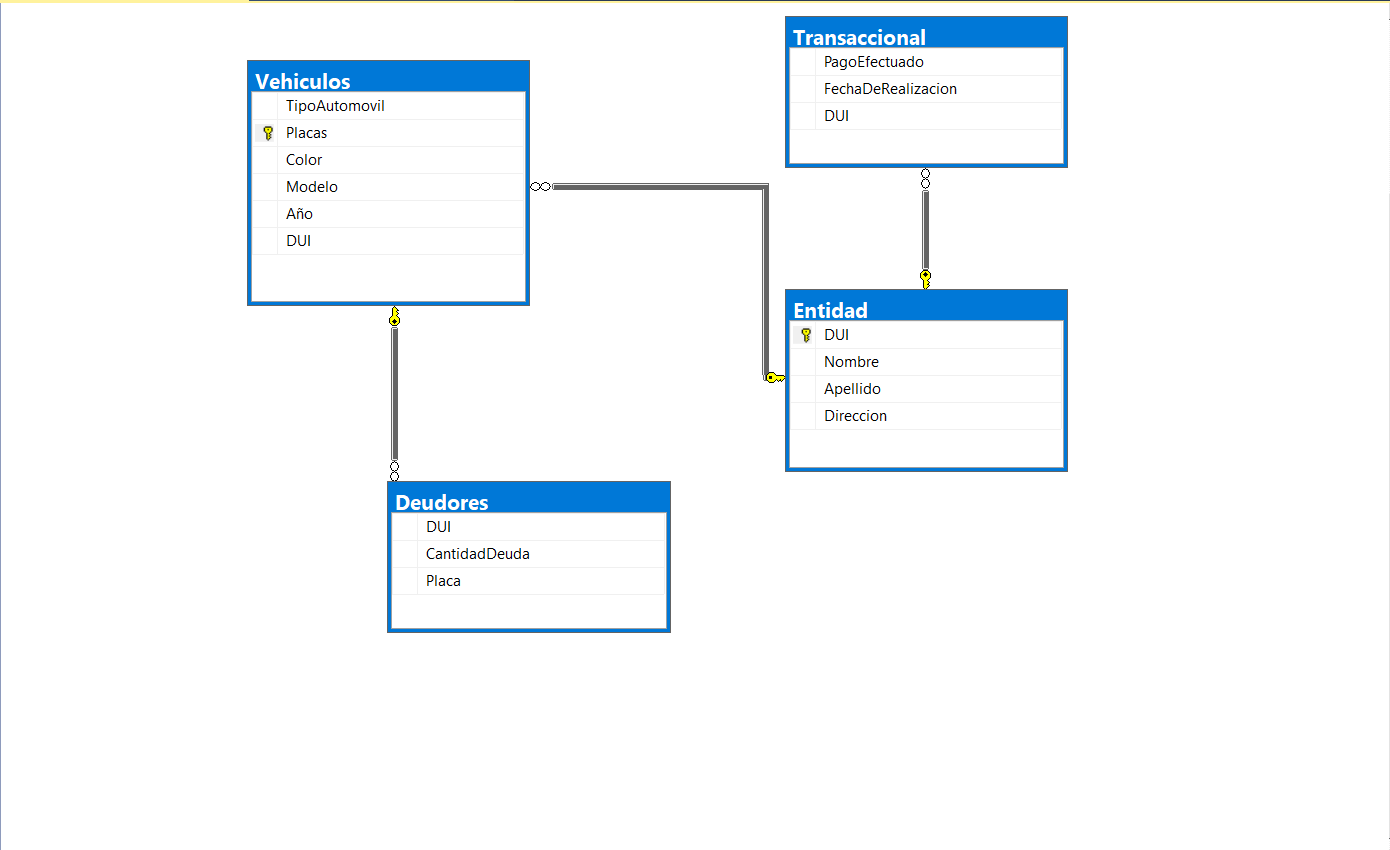 Vehiculos
TipoAutomovil
Placas
Color
Modelo
Año
DUI
Transaccional
PagoEfectuado
FechaDeRealizacion
DUI
Entidad
DUI
Nombre
Apellido
Direccion
Deudores
DUI
CantidadDeuda
Placa